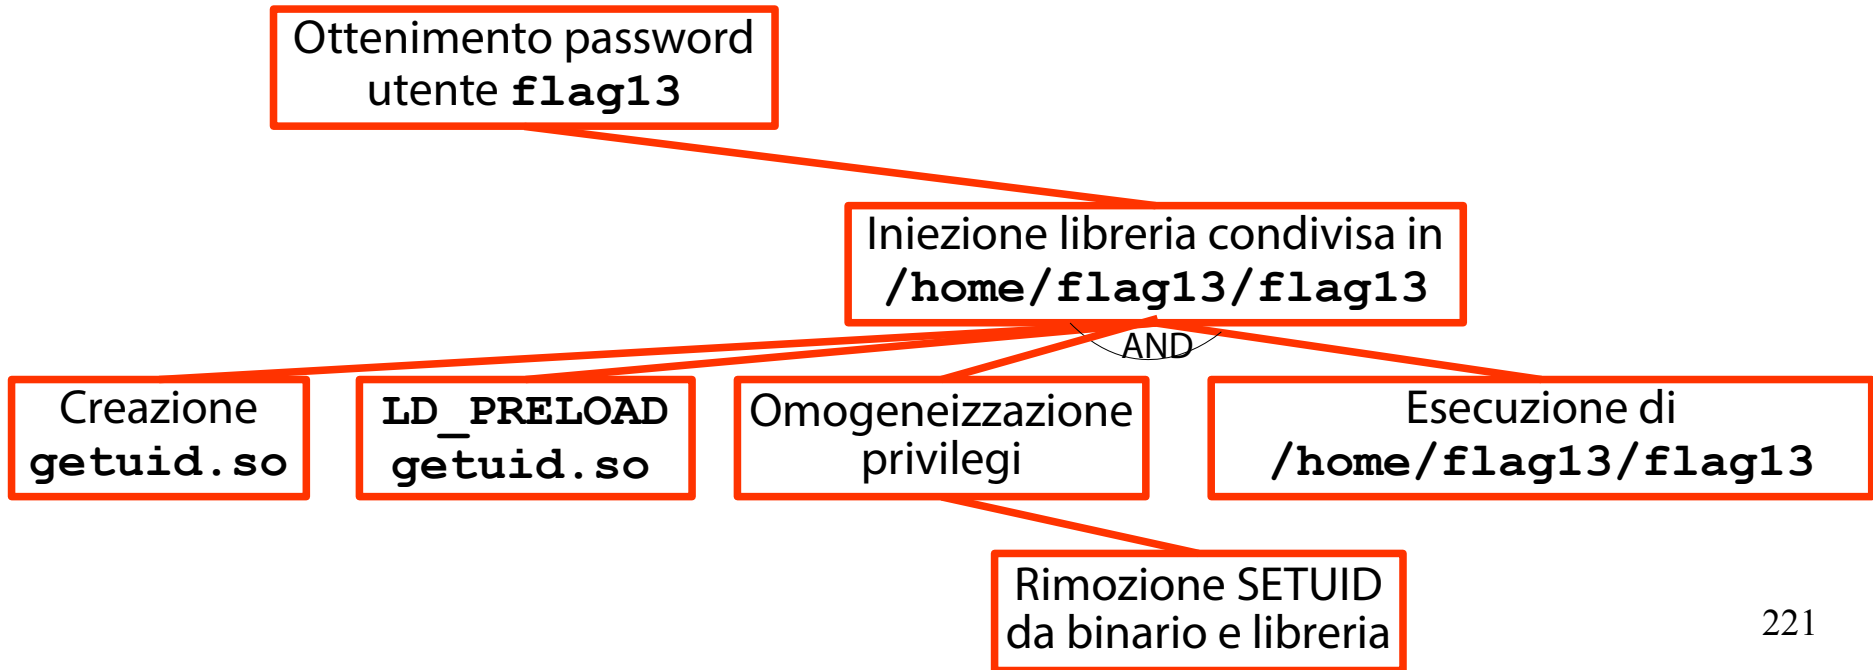 Ottenimento password
utente flag13
Iniezione libreria condivisa in
/home/flag13/flag13
AND
Creazione
getuid.so
LD_PRELOAD
getuid.so
Omogeneizzazione
privilegi
Esecuzione di
/home/flag13/flag13
Rimozione SETUID
da binario e libreria
221